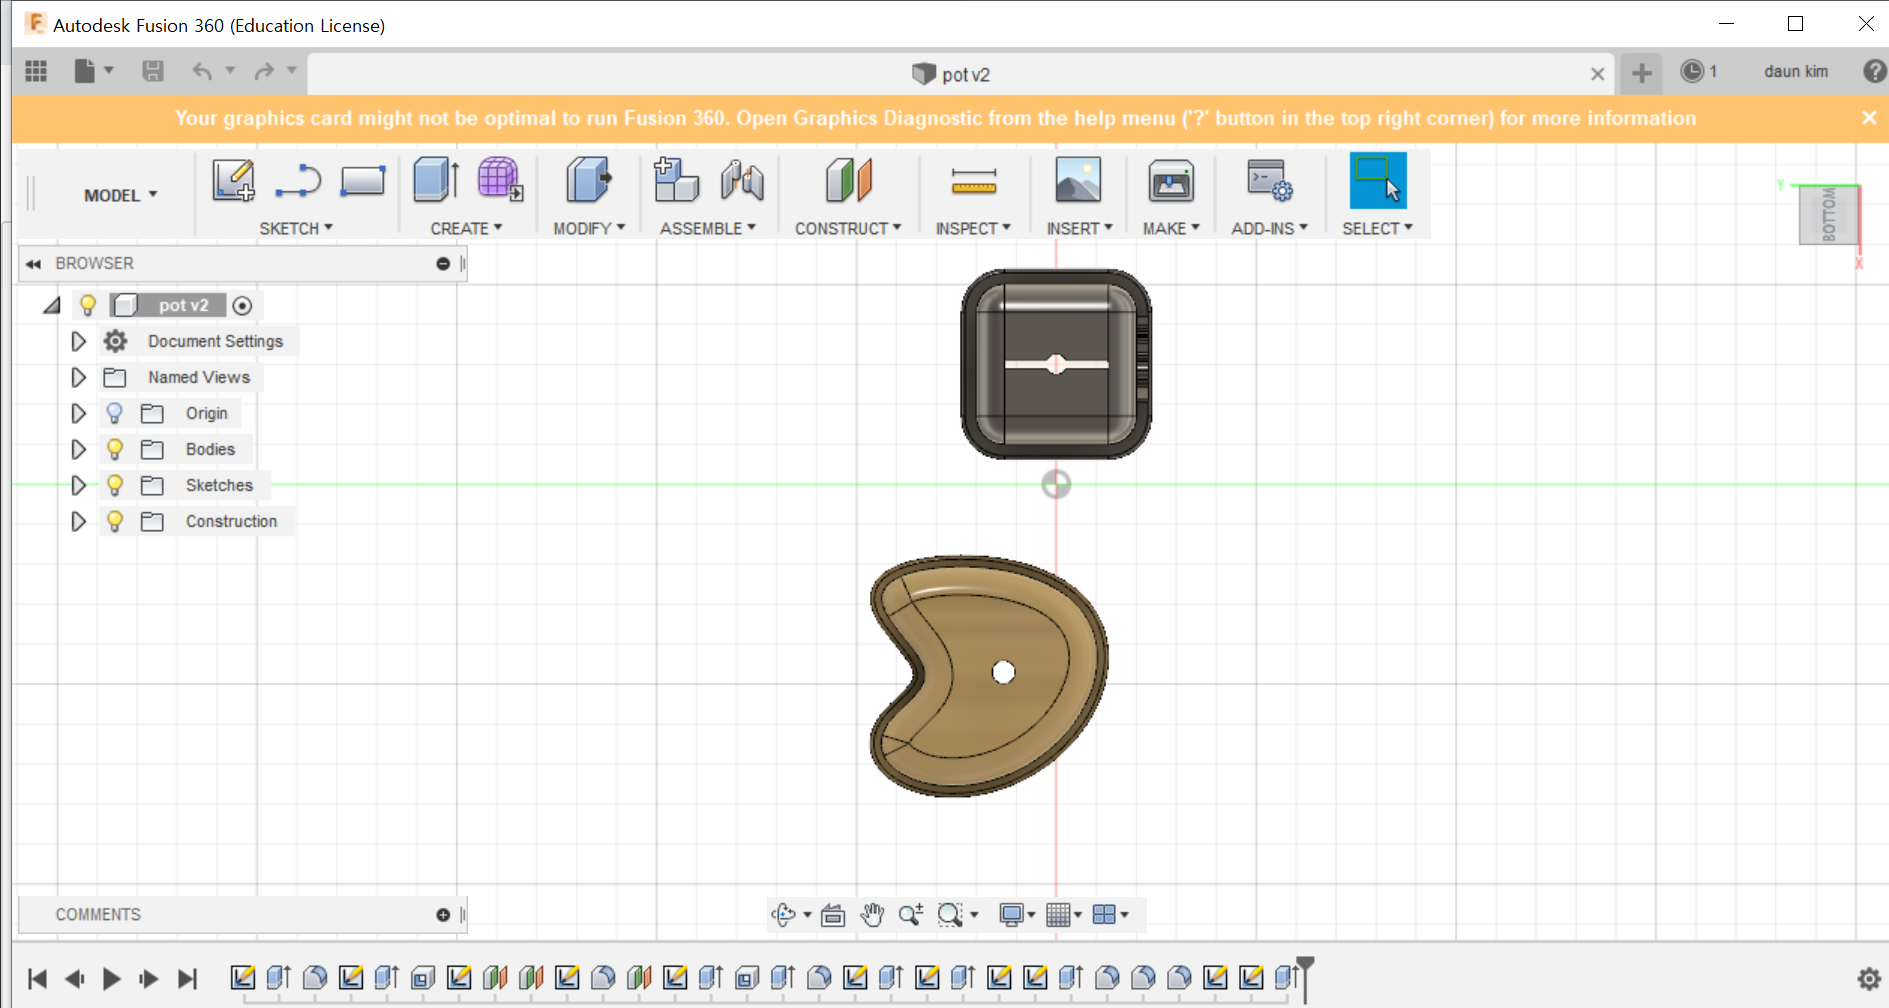 Autodesk Fusion 360 (Education License)
pot v2
1
daun kim
Your graphics card might not be optimal to run Fusion 360. Open Graphics Diagnostic from the help menu ('?' button in the top right corner) for more information
MODEL
SKETCH
CREATE
MODIFY
ASSEMBLE
CONSTRUCT
INSPECT
INSERT
MAKE
ADD-INS
SELECT
Y
BOTTOM
X
BROWSER
pot v2
Document Settings
Named Views
Origin
Bodies
Sketches
Construction
COMMENTS